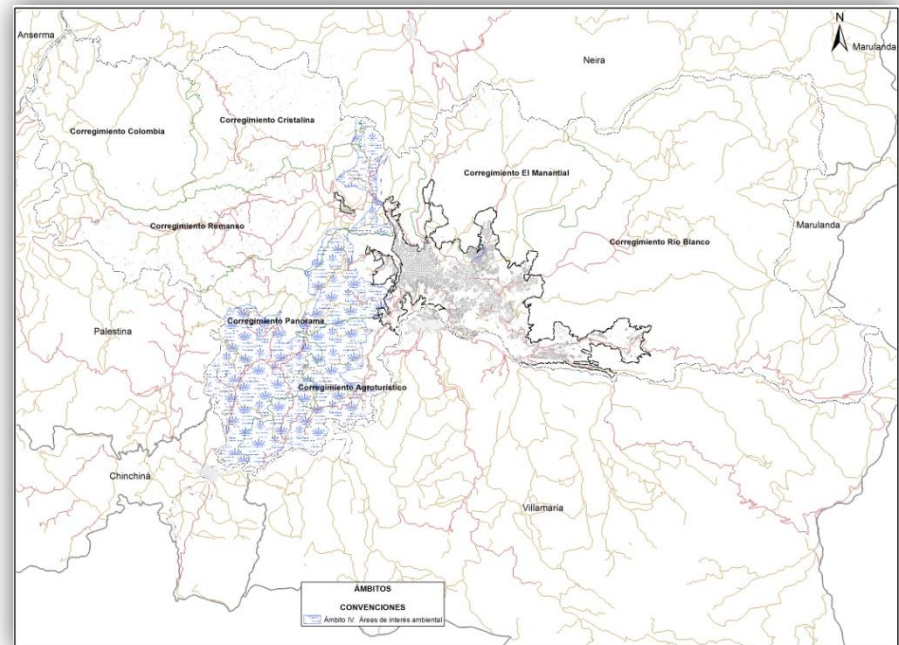 N
Anserma
Marulanda
Neira
Corregimiento Cristalina
Corregimiento Colombia
Corregimiento El Manantial
Marulanda
Corregimiento Remanso
Corregimiento Río Blanco
Corregimiento Panorama
Palestina
Corregimiento Agroturístico
Chinchiná
Villamaria
ÁMBITOS
CONVENCIONES
Ámbito IV. Áreas de interés ambiental